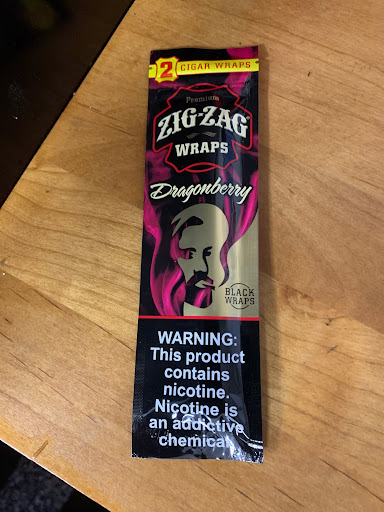 2 CIGAR WRAPS
Premium
ZIG-ZAG
WRAPS
Dragonberry
BLACK
WRAPS
WARNING:
This product
contains
nicotine.
Nicotine is
an addictive
chemical.